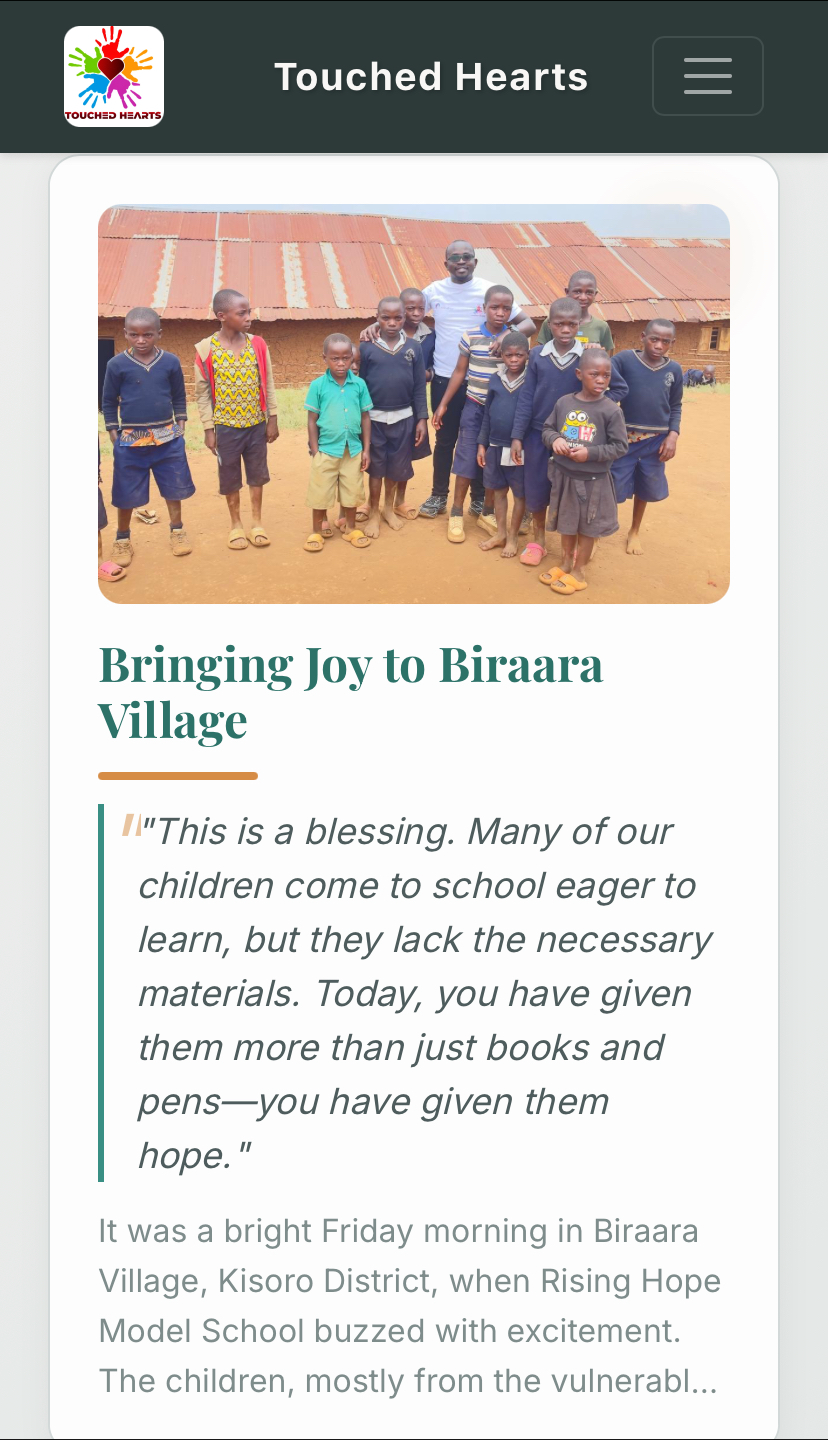 TOUCHED HEARTS
Touched Hearts
Bringing Joy to Biraara
Village
"This is a blessing. Many of our
children come to school eager to
learn, but they lack the necessary
materials. Today, you have given
them more than just books and
pens—you have given them
hope."
It was a bright Friday morning in Biraara
Village, Kisoro District, when Rising Hope
Model School buzzed with excitement.
The children, mostly from the vulnerabl...